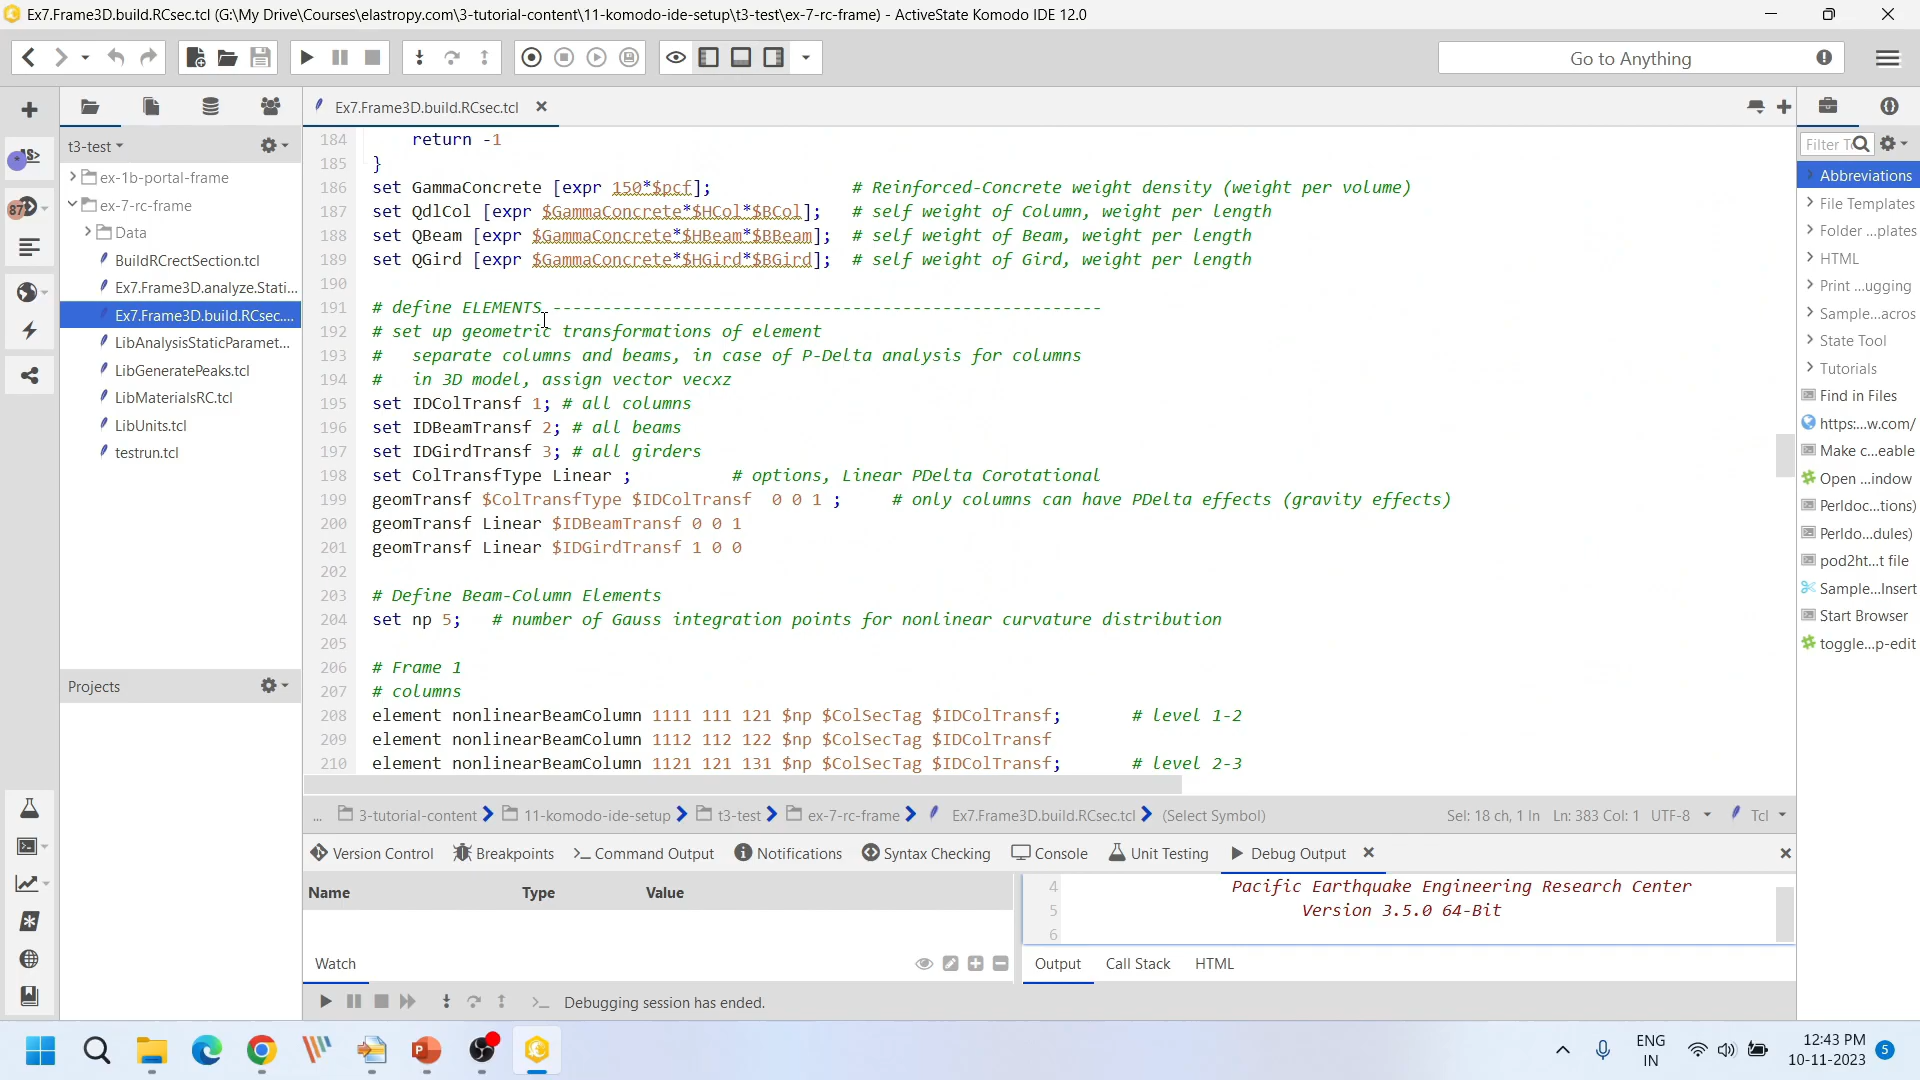 Ex7.Frame3D.build.RCsec.tcl (G:\My Drive\Courses\elastropy.com\3-tutorial-content\11-komodo-ide-setup\t3-test\ex-7-rc-frame) - ActiveState Komodo IDE 12.0
Go to Anything
Ex7.Frame3D.build.RCsec.tcl
t3-test
ex-1b-portal-frame
ex-7-rc-frame
Data
BuildRCrectSection.tcl
Ex7.Frame3D.analyze.Stati...
Ex7.Frame3D.build.RCsec....
LibAnalysisStaticParamet...
LibGeneratePeaks.tcl
LibMaterialsRC.tcl
LibUnits.tcl
testrun.tcl
Projects
87
184 return -1
185 }
186 set GammaConcrete [expr 150*$pcf]; # Reinforced-Concrete weight density (weight per volume)
187 set QdlCol [expr $GammaConcrete*$HCol*$BCol]; # self weight of Column, weight per length
188 set QBeam [expr $GammaConcrete*$HBeam*$BBeam]; # self weight of Beam, weight per length
189 set QGird [expr $GammaConcrete*$HGird*$BGird]; # self weight of Gird, weight per length
190
191 # define ELEMENTS -------------------------------------------------------
192 # set up geometric transformations of element
193 # separate columns and beams, in case of P-Delta analysis for columns
194 # in 3D model, assign vector vecxz
195 set IDColTransf 1; # all columns
196 set IDBeamTransf 2; # all beams
197 set IDGirdTransf 3; # all girders
198 set ColTransfType Linear ; # options, Linear PDelta Corotational
199 geomTransf $ColTransfType $IDColTransf 0 0 1 ; # only columns can have PDelta effects (gravity effects)
200 geomTransf Linear $IDBeamTransf 0 0 1
201 geomTransf Linear $IDGirdTransf 1 0 0
202
203 # Define Beam-Column Elements
204 set np 5; # number of Gauss integration points for nonlinear curvature distribution
205
206 # Frame 1
207 # columns
208 element nonlinearBeamColumn 1111 111 121 $np $ColSecTag $IDColTransf; # level 1-2
209 element nonlinearBeamColumn 1112 112 122 $np $ColSecTag $IDColTransf
210 element nonlinearBeamColumn 1121 121 131 $np $ColSecTag $IDColTransf; # level 2-3
Filter T
Abbreviations
File Templates
Folder ...plates
HTML
Print ...ugging
Sample...acros
State Tool
Tutorials
Find in Files
https:...w.com/
Make c...eable
Open ...indow
Perldoc...tions)
Perldo...dules)
pod2ht...t file
Sample...Insert
Start Browser
toggle...p-edit
... 3-tutorial-content 11-komodo-ide-setup t3-test ex-7-rc-frame Ex7.Frame3D.build.RCsec.tcl (Select Symbol) Sel: 18 ch, 1 ln Ln: 383 Col: 1 UTF-8 Tcl
Version Control Breakpoints Command Output Notifications Syntax Checking Console Unit Testing Debug Output
Name Type Value
4 Pacific Earthquake Engineering Research Center
5 Version 3.5.0 64-Bit
6
Watch
Output Call Stack HTML
Debugging session has ended.
ENG
IN
12:43 PM
10-11-2023
5